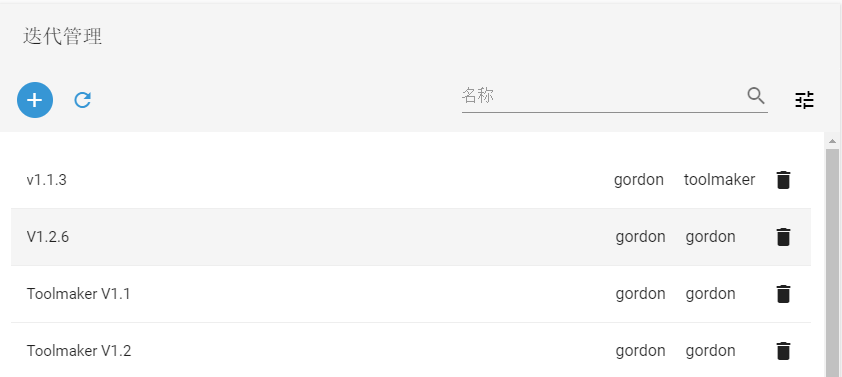 迭代管理
名称
v1.1.3 gordon toolmaker
V1.2.6 gordon gordon
Toolmaker V1.1 gordon gordon
Toolmaker V1.2 gordon gordon